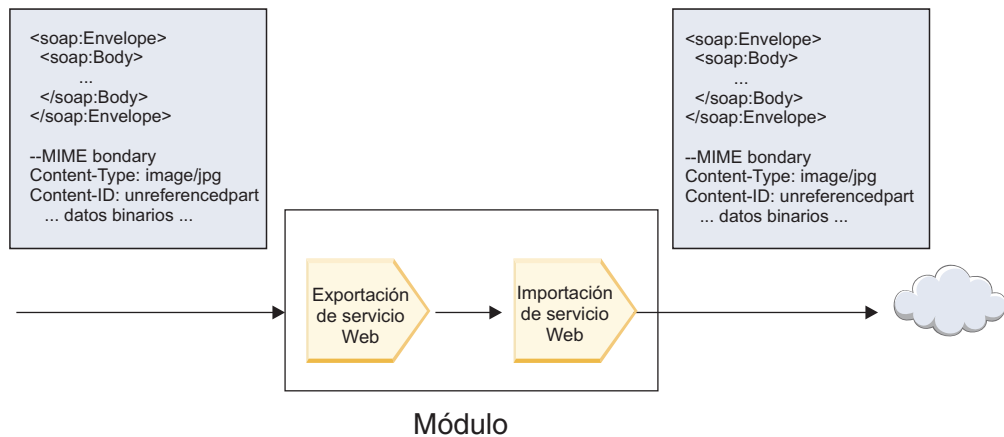 <soap:Envelope>
<soap:Body>
...
</soap:Body>
</soap:Envelope>
--MIME bondary
Content-Type: image/jpg
Content-ID: unreferencedpart
... datos binarios ...
<soap:Envelope>
<soap:Body>
...
</soap:Body>
</soap:Envelope>
--MIME bondary
Content-Type: image/jpg
Content-ID: unreferencedpart
... datos binarios ...
Exportación
de servicio
Web
Importación
de servicio
Web
Módulo